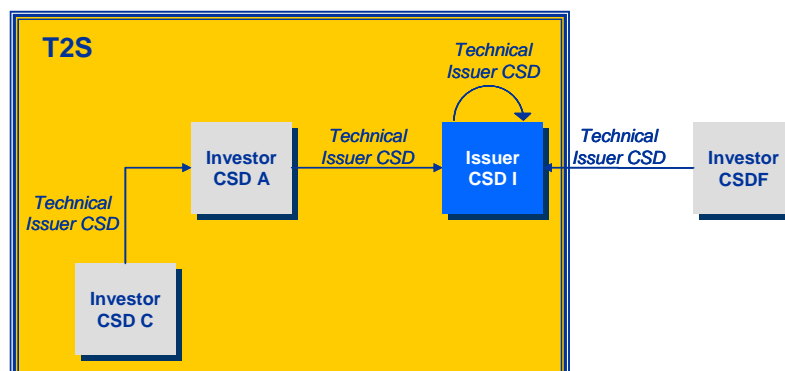 T2S
Technical
Issuer CSD
Technical
Issuer CSD
Technical
Issuer CSD
Investor
CSD A
Issuer
CSD I
Investor
CSDF
Technical
Issuer CSD
Investor
CSD C